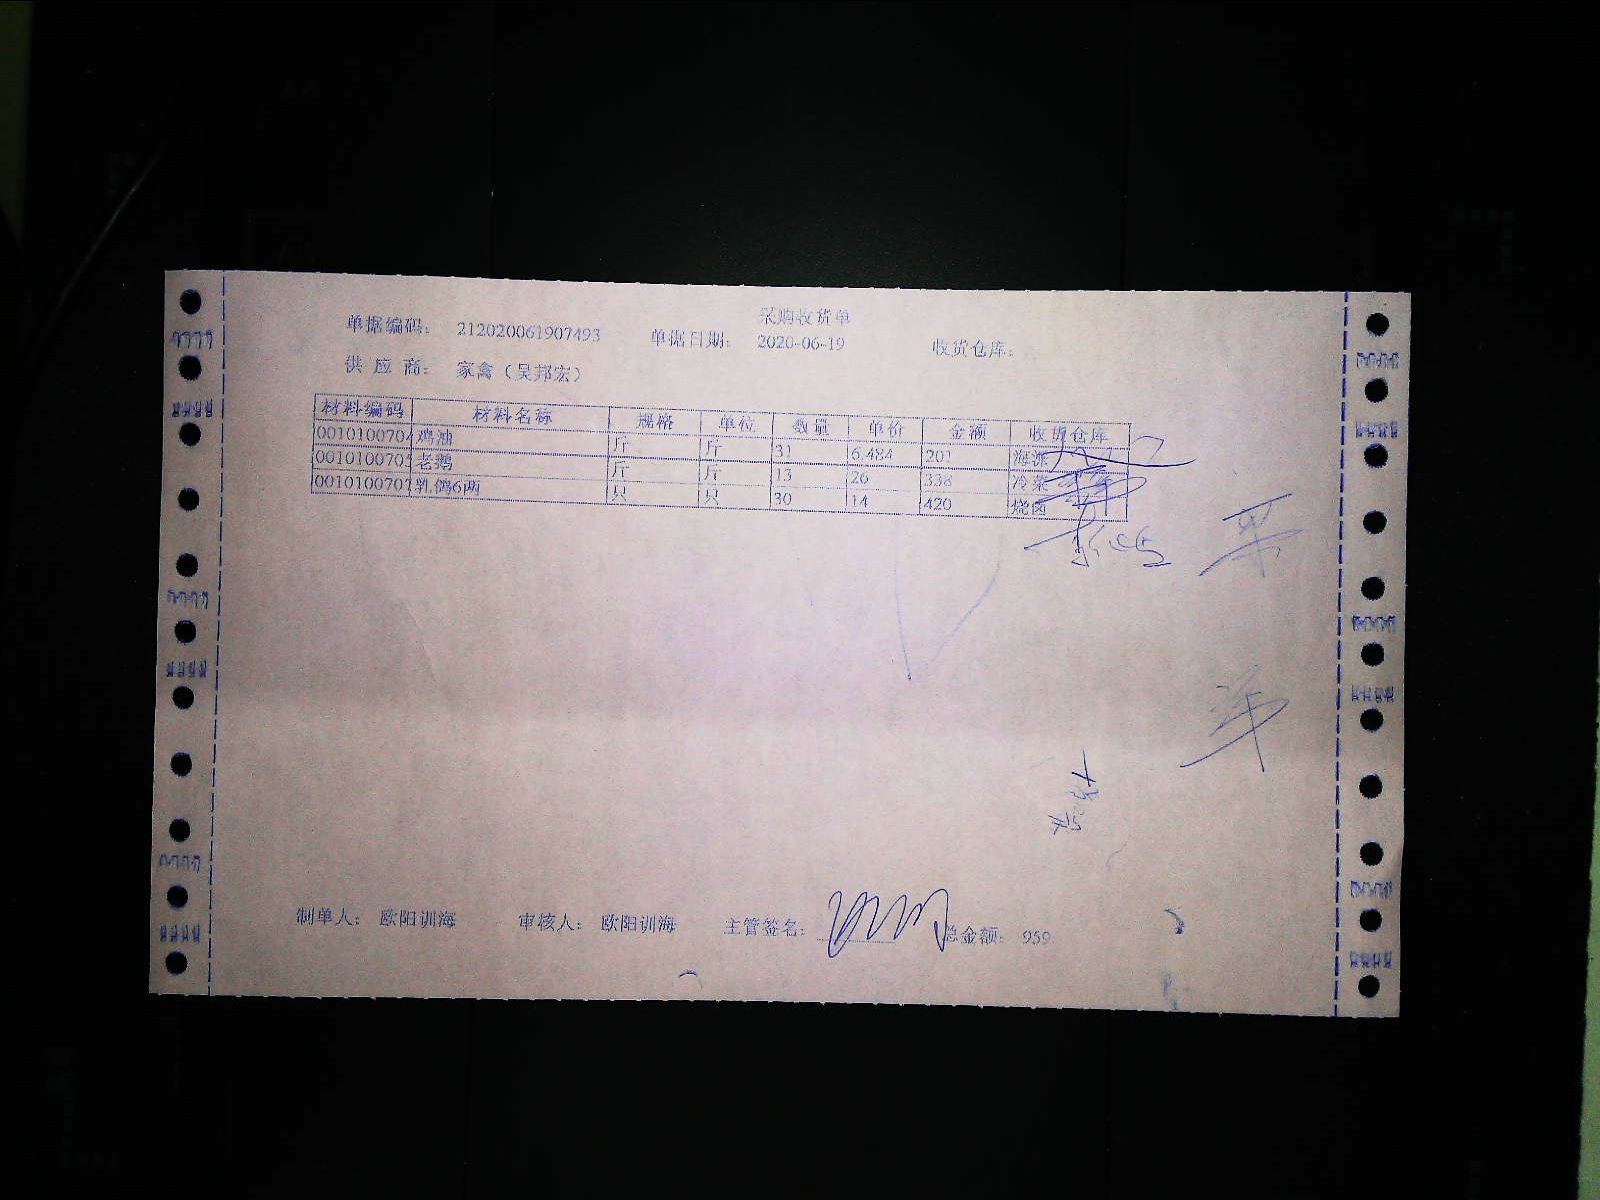 采购收货单
单据编码: 212020061907493 单据日期: 2020-06-19 收货仓库:
供应商: 家禽（吴邦宏）
材料编码 材料名称 规格 单位 数量 单价 金额 收货仓库
0010100704 鸡油 斤 斤 31 6.484 201 海派
0010100705 老鹅 斤 斤 13 26 338 冷菜
0010100707 乳鸽6两 只 只 30 14 420 烧卤
制单人: 欧阳训海 审核人: 欧阳训海 主管签名: 总金额: 959